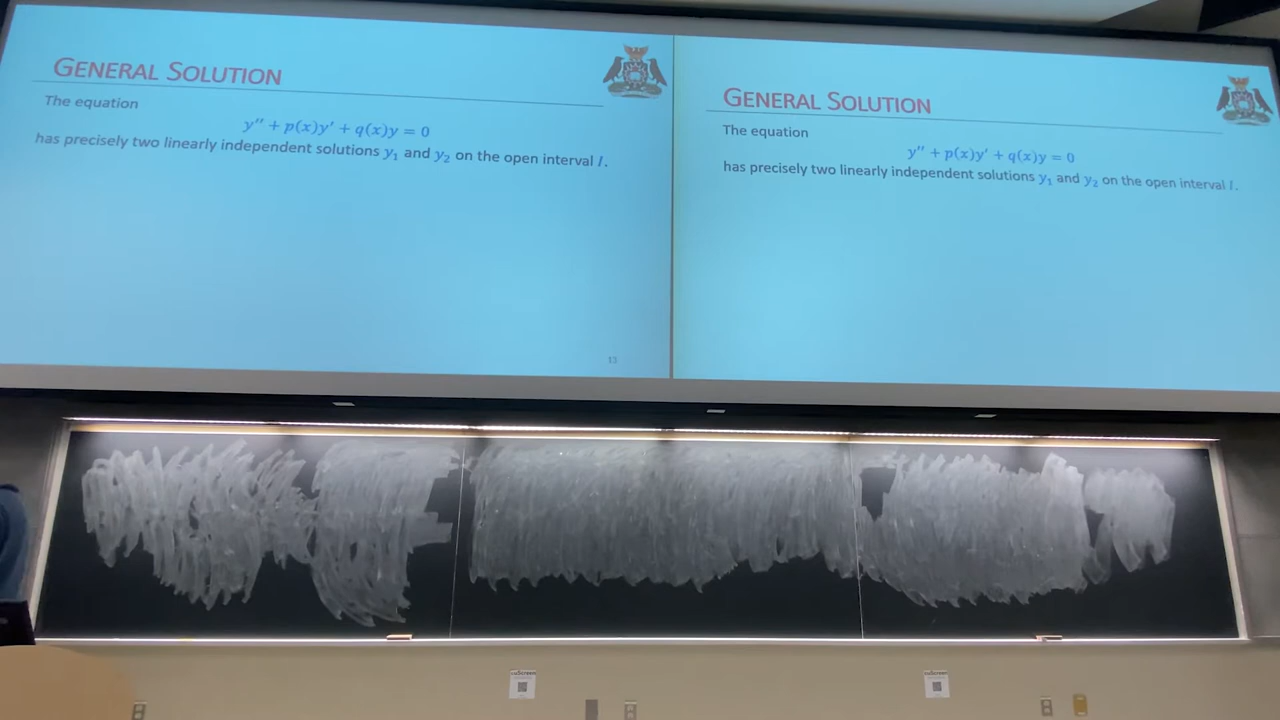 GENERAL SOLUTION
The equation
y'' + p(x)y' + q(x)y = 0
has precisely two linearly independent solutions y₁ and y₂ on the open interval I.
13
GENERAL SOLUTION
The equation
y'' + p(x)y' + q(x)y = 0
has precisely two linearly independent solutions y₁ and y₂ on the open interval I.